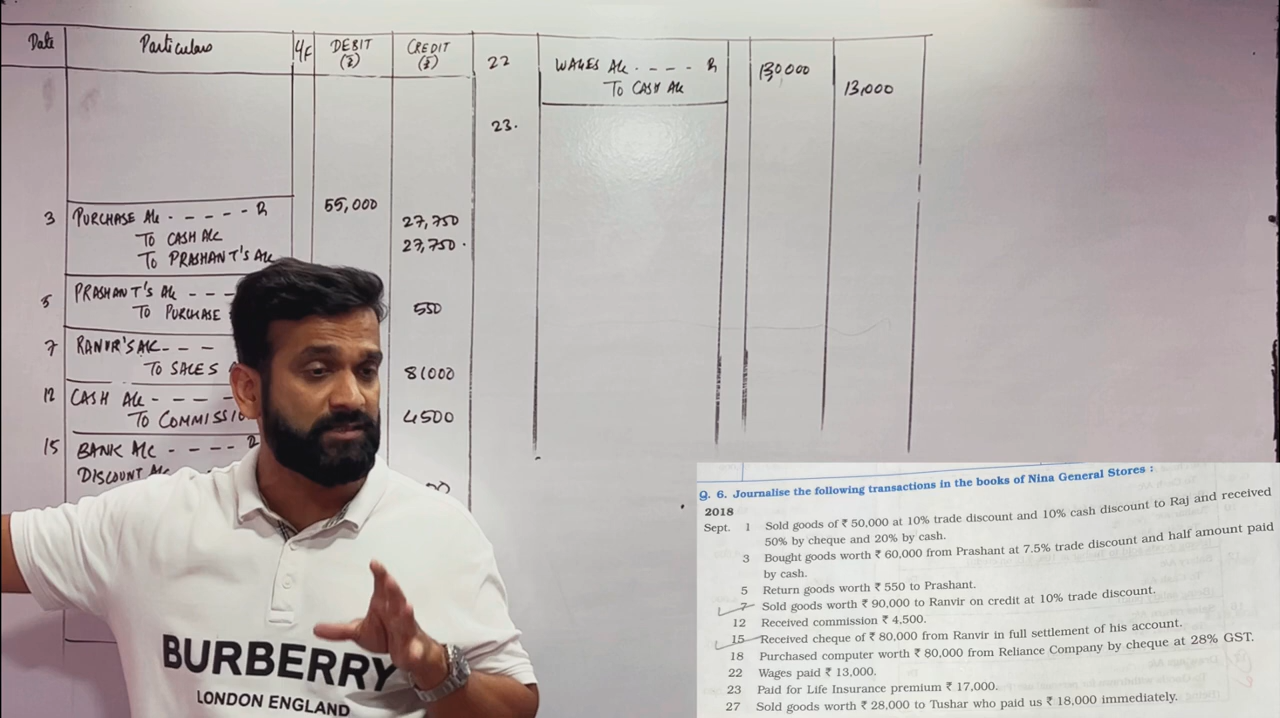 Date Particulars L/F DEBIT (₹) CREDIT (₹)
3 PURCHASE A/c - - - - - Dr 55,000
TO CASH A/c 27,750
TO PRASHANT'S A/c 27,750
5 PRASHANT'S A/c - - -
TO PURCHASE 550
7 RANVIR'S A/c - - -
TO SALES 81000
12 CASH A/c - - - -
TO COMMISSIO 4500
15 BANK A/c - - - - Dr
DISCOUNT A/c
22 WAGES A/c - - - - Dr 130000
TO CASH A/c 13,000
23.
BURBERRY
LONDON ENGLAND
Q. 6. Journalise the following transactions in the books of Nina General Stores :
2018
Sept. 1 Sold goods of ₹ 50,000 at 10% trade discount and 10% cash discount to Raj and received
50% by cheque and 20% by cash.
3 Bought goods worth ₹ 60,000 from Prashant at 7.5% trade discount and half amount paid
by cash.
5 Return goods worth ₹ 550 to Prashant.
7 Sold goods worth ₹ 90,000 to Ranvir on credit at 10% trade discount.
12 Received commission ₹ 4,500.
15 Received cheque of ₹ 80,000 from Ranvir in full settlement of his account.
18 Purchased computer worth ₹ 80,000 from Reliance Company by cheque at 28% GST.
22 Wages paid ₹ 13,000.
23 Paid for Life Insurance premium ₹ 17,000.
27 Sold goods worth ₹ 28,000 to Tushar who paid us ₹ 18,000 immediately.